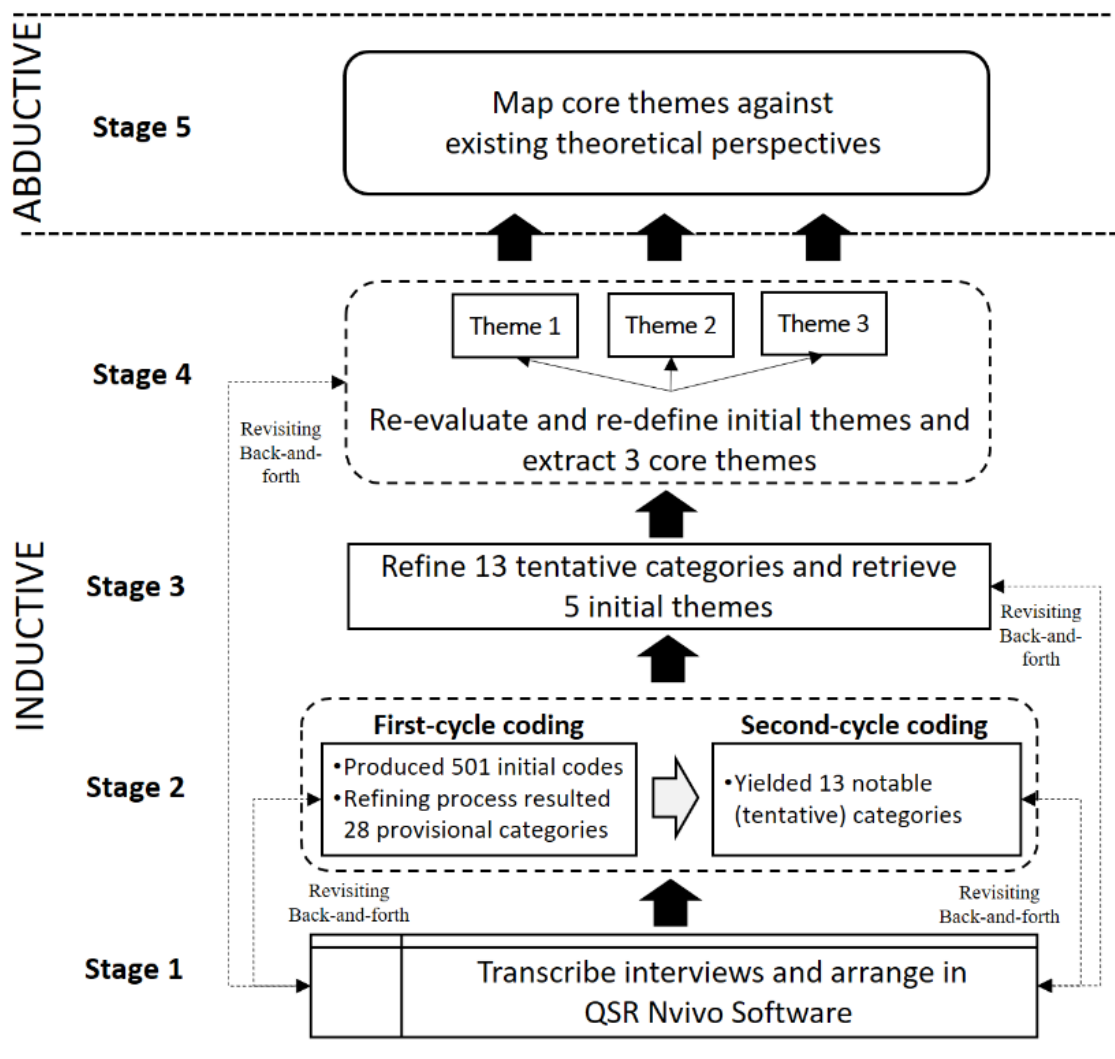 ABDUCTIVE
Stage 5
Map core themes against
existing theoretical perspectives
INDUCTIVE
Stage 4
Theme 1
Theme 2
Theme 3
Re-evaluate and re-define initial themes and
extract 3 core themes
Revisiting
Back-and-
forth
Stage 3
Refine 13 tentative categories and retrieve
5 initial themes
Revisiting
Back-and-
forth
Stage 2
First-cycle coding
•Produced 501 initial codes
•Refining process resulted
28 provisional categories
Second-cycle coding
•Yielded 13 notable
(tentative) categories
Revisiting
Back-and-forth
Revisiting
Back-and-forth
Stage 1
Transcribe interviews and arrange in
QSR Nvivo Software